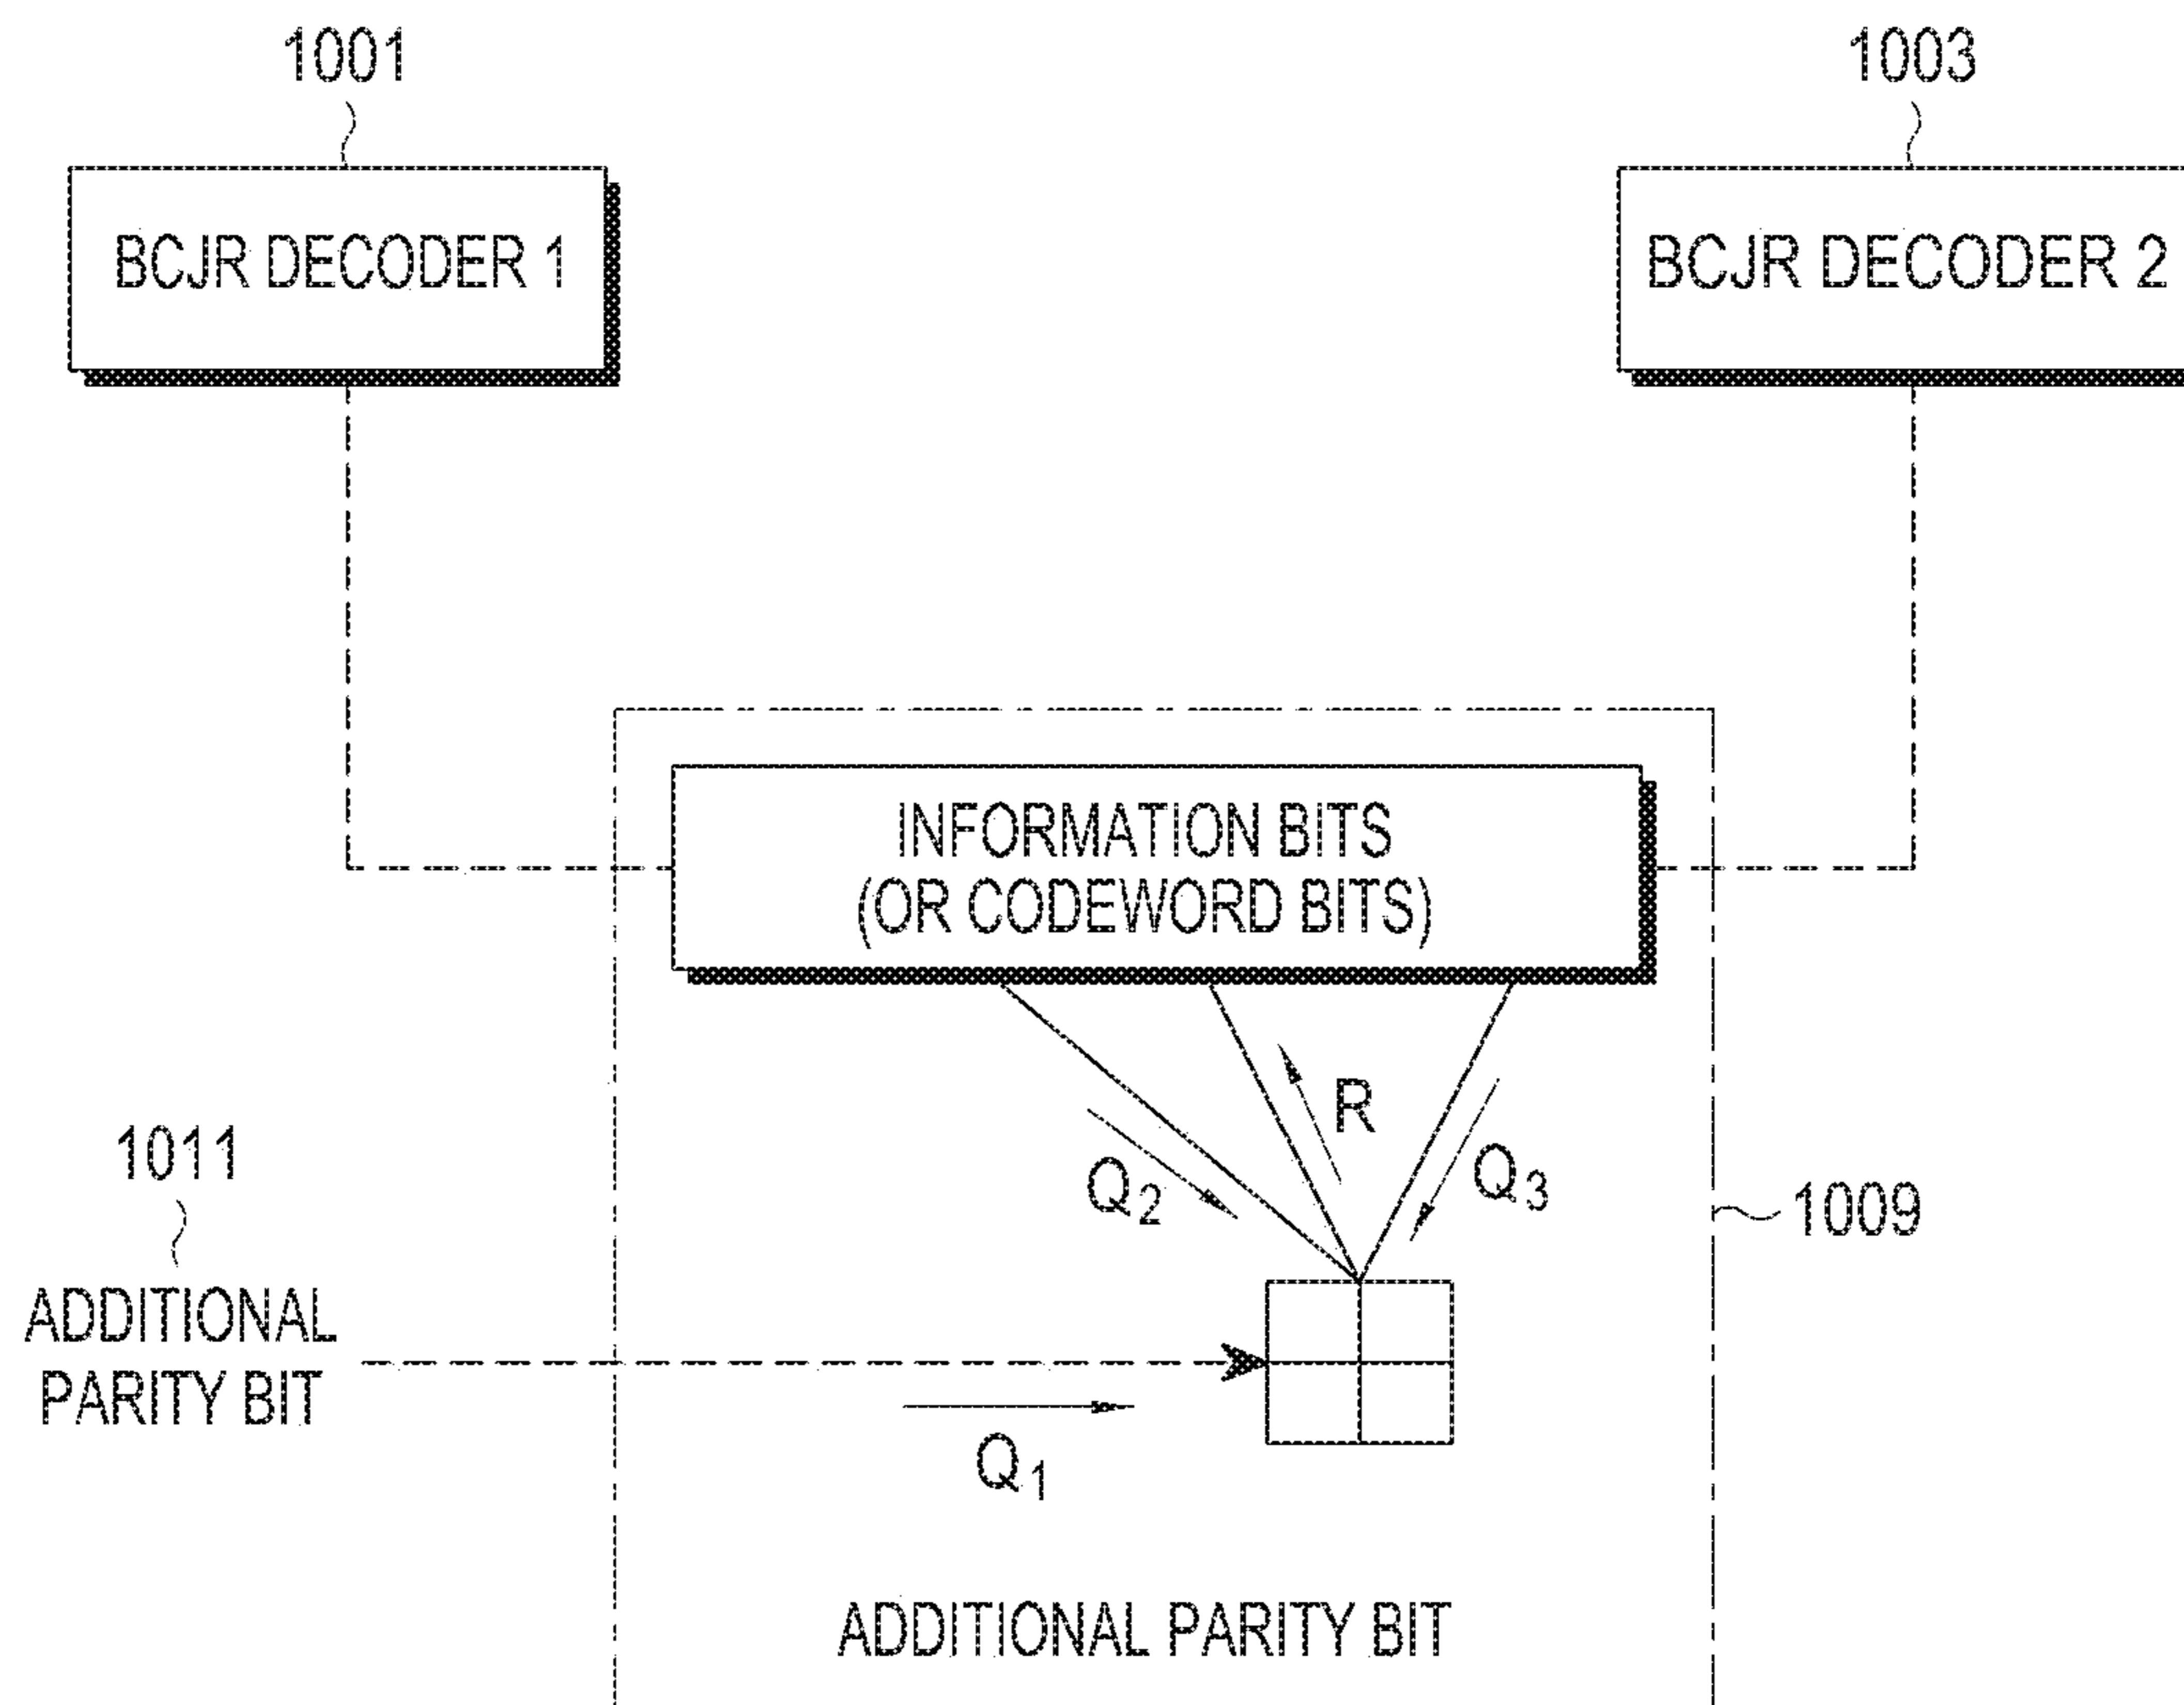 1001
1003
BCJR DECODER 1
BCJR DECODER 2
INFORMATION BITS
(OR CODEWORD BITS)
R
Q2
Q3
1011
1009
ADDITIONAL
PARITY BIT
Q1
ADDITIONAL PARITY BIT